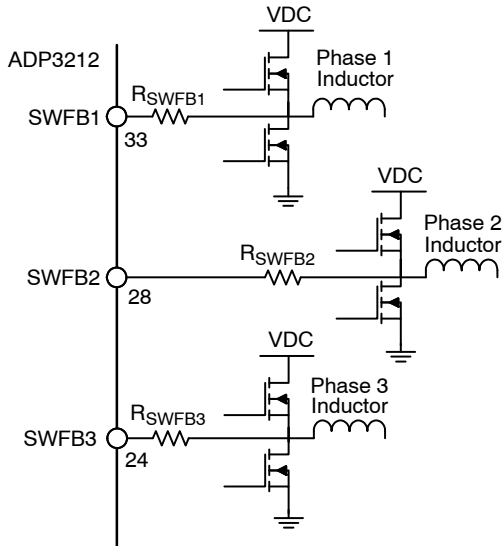 VDC
ADP3212
Phase 1
Inductor
RSWFB1
SWFB1
33
VDC
Phase 2
Inductor
RSWFB2
SWFB2
28
VDC
Phase 3
Inductor
RSWFB3
SWFB3
24